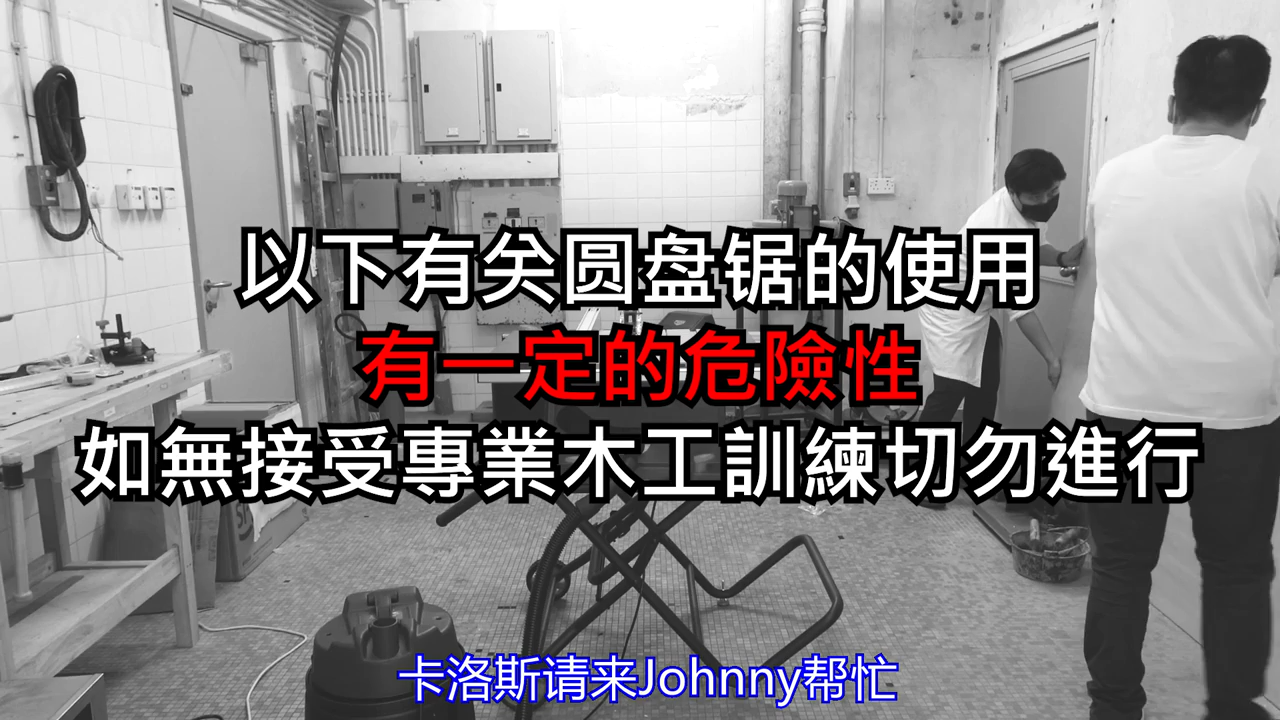 以下有关圆盘锯的使用
有一定的危險性
如無接受專業木工訓練切勿進行
卡洛斯请来Johnny帮忙